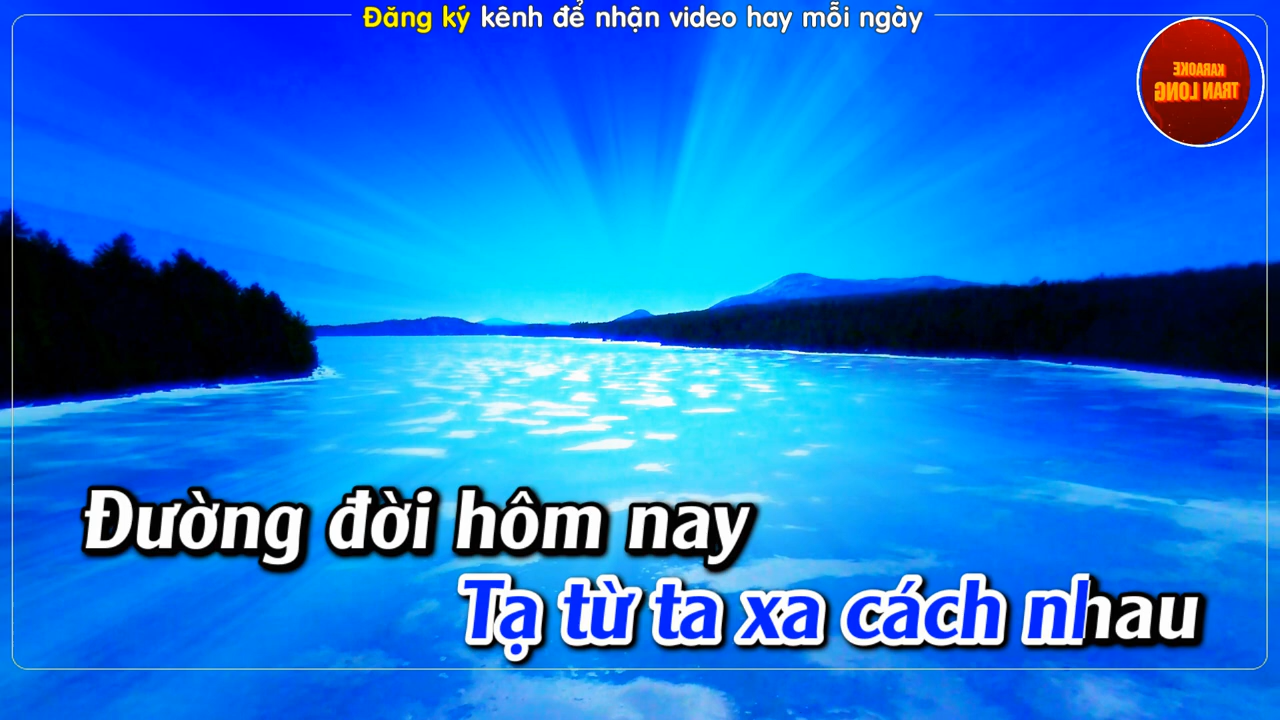 Đăng ký kênh để nhận video hay mỗi ngày
KARAOKE
TRAN LONG
Đường đời hôm nay
Tạ từ ta xa cách nhau